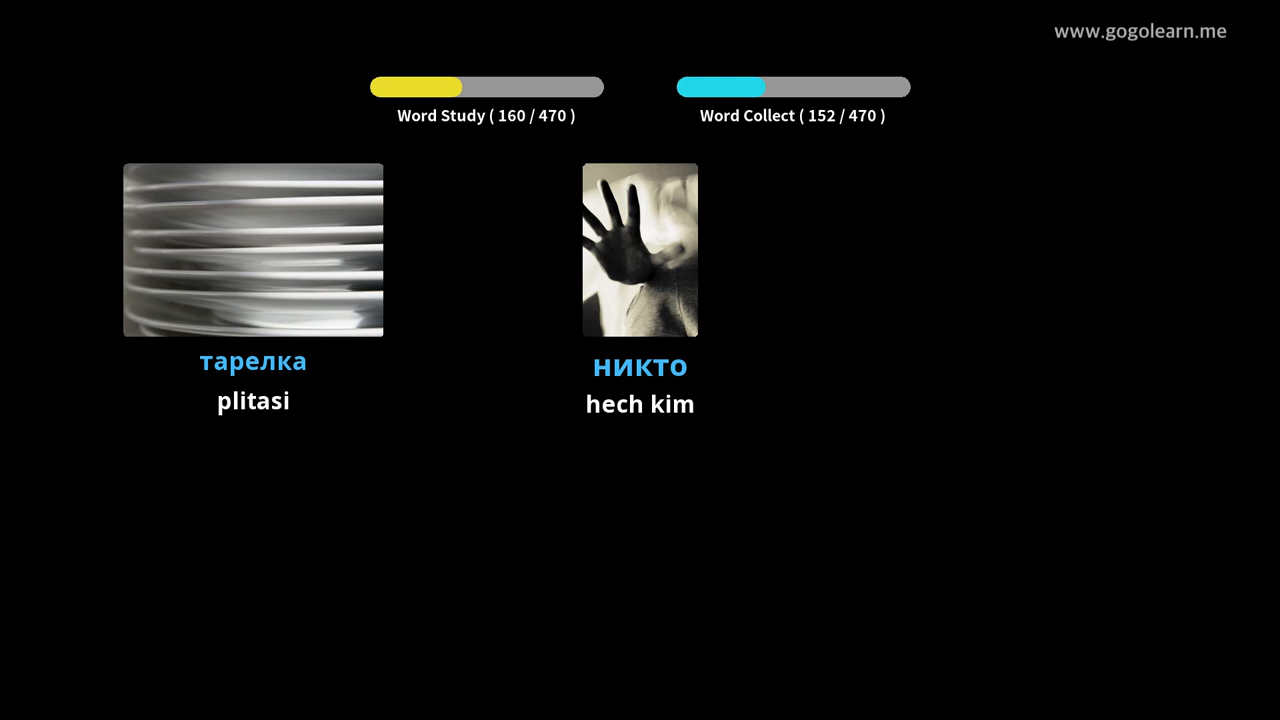 www.gogolearn.me
Word Study ( 160 / 470 )
Word Collect ( 152 / 470 )
тарелка
plitasi
никто
hech kim